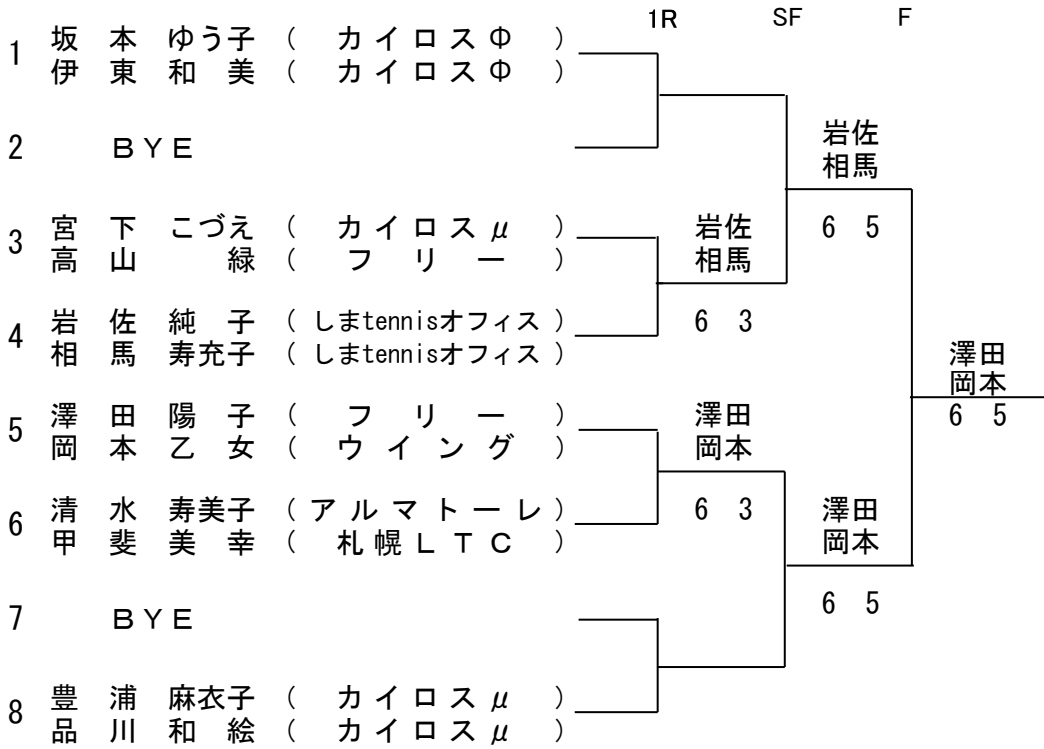 1R SF F
1 坂本ゆう子 （ カイロスΦ ）
伊東和美 （ カイロスΦ ）
2 ＢＹＥ
岩佐
相馬
6 5
3 宮下こづえ （ カイロスμ ）
高山緑 （ フリー ）
岩佐
相馬
6 3
4 岩佐純子 （ しまtennisオフィス ）
相馬寿充子 （ しまtennisオフィス ）
澤田
岡本
6 5
5 澤田陽子 （ フリー ）
岡本乙女 （ ウイング ）
澤田
岡本
6 3
6 清水寿美子 （ アルマトーレ ）
甲斐美幸 （ 札幌ＬＴＣ ）
澤田
岡本
6 5
7 ＢＹＥ
8 豊浦麻衣子 （ カイロスμ ）
品川和絵 （ カイロスμ ）